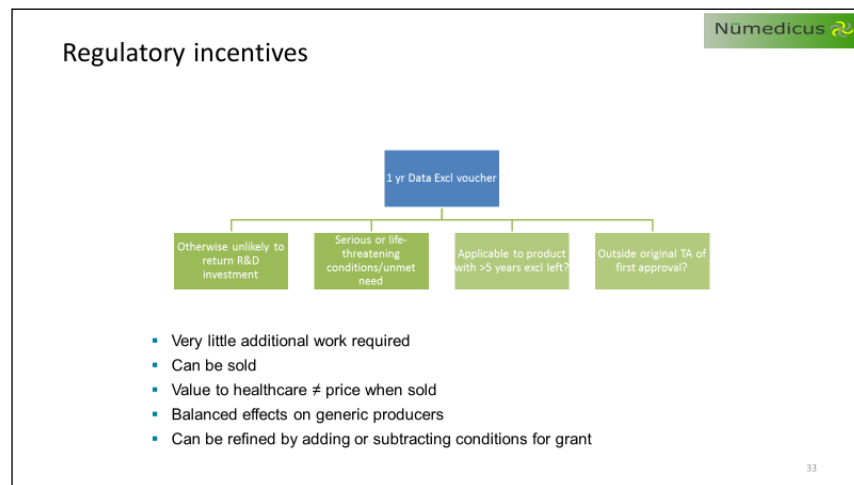 Nūmedicus
Regulatory incentives
1 yr Data Excl voucher
Otherwise unlikely to
return R&D
investment
Serious or life-
threatening
conditions/unmet
need
Applicable to product
with >5 years excl left?
Outside original TA of
first approval?
▪ Very little additional work required
▪ Can be sold
▪ Value to healthcare ≠ price when sold
▪ Balanced effects on generic producers
▪ Can be refined by adding or subtracting conditions for grant
33